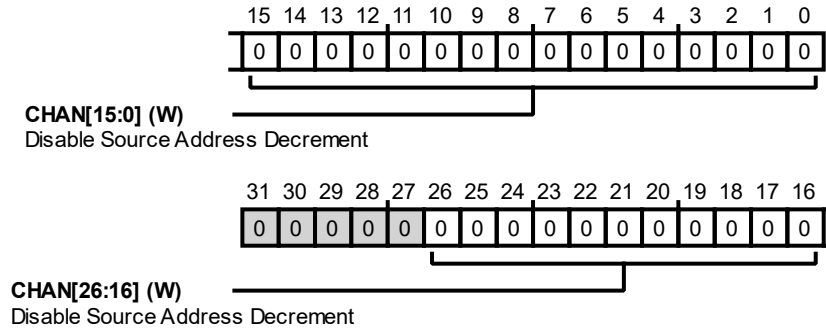 15 14 13 12 11 10 9 8 7 6 5 4 3 2 1 0
0 0 0 0 0 0 0 0 0 0 0 0 0 0 0 0
CHAN[15:0] (W)
Disable Source Address Decrement
31 30 29 28 27 26 25 24 23 22 21 20 19 18 17 16
0 0 0 0 0 0 0 0 0 0 0 0 0 0 0 0
CHAN[26:16] (W)
Disable Source Address Decrement